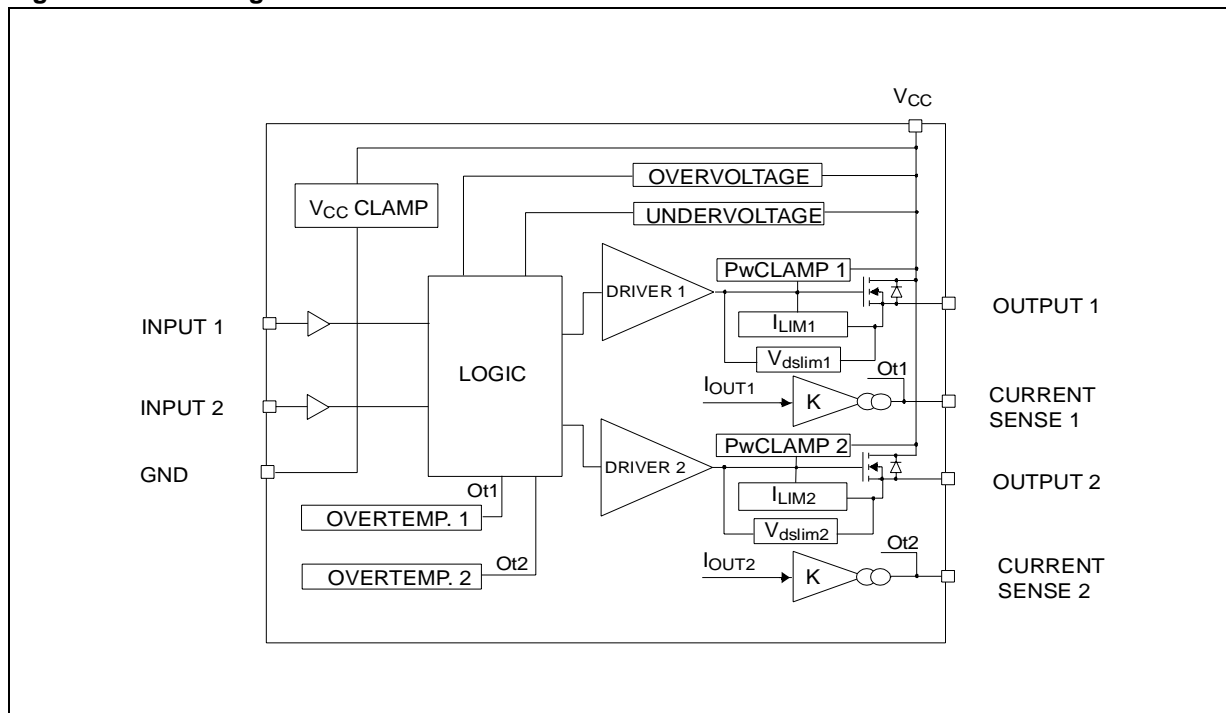 VCC
OVERVOLTAGE
VCC CLAMP
UNDERVOLTAGE
PwCLAMP 1
DRIVER 1
OUTPUT 1
INPUT 1
ILIM1
Vdslim1
LOGIC
Ot1
IOUT1
K
CURRENT
SENSE 1
INPUT 2
PwCLAMP 2
DRIVER 2
GND
OUTPUT 2
Ot1
ILIM2
OVERTEMP. 1
Vdslim2
Ot2
Ot2
IOUT2
OVERTEMP. 2
K
CURRENT
SENSE 2